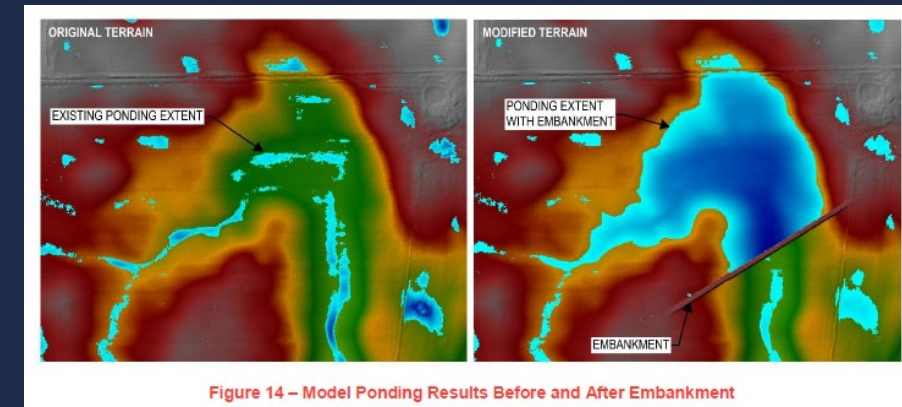 ORIGINAL TERRAIN
EXISTING PONDING EXTENT
MODIFIED TERRAIN
PONDING EXTENT
WITH EMBANKMENT
EMBANKMENT
Figure 14 – Model Ponding Results Before and After Embankment